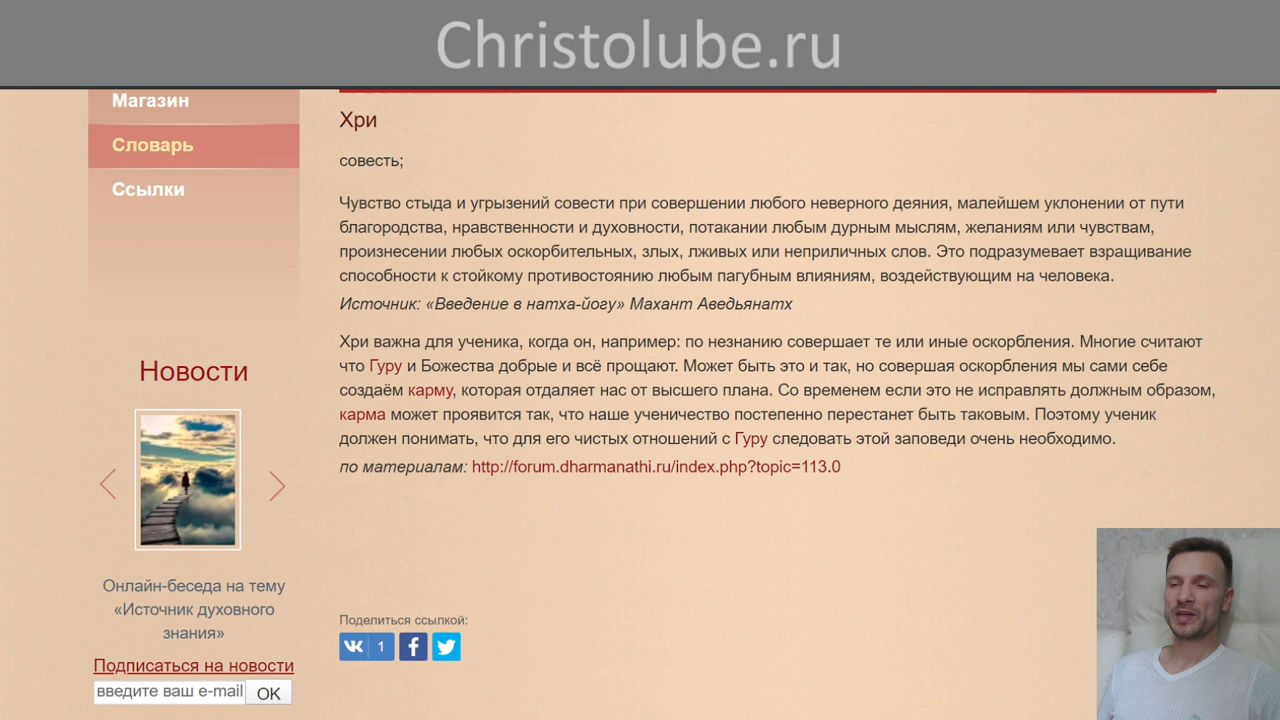 Christolube.ru
Магазин
Словарь
Ссылки
Хри
совесть;
Чувство стыда и угрызений совести при совершении любого неверного деяния, малейшем уклонении от пути
благородства, нравственности и духовности, потакании любым дурным мыслям, желаниям или чувствам,
произнесении любых оскорбительных, злых, лживых или неприличных слов. Это подразумевает взращивание
способности к стойкому противостоянию любым пагубным влияниям, воздействующим на человека.
Источник: «Введение в натха-йогу» Махант Аведьянатх
Хри важна для ученика, когда он, например: по незнанию совершает те или иные оскорбления. Многие считают
что Гуру и Божества добрые и всё прощают. Может быть это и так, но совершая оскорбления мы сами себе
создаём карму, которая отдаляет нас от высшего плана. Со временем если это не исправлять должным образом,
карма может проявится так, что наше ученичество постепенно перестанет быть таковым. Поэтому ученик
должен понимать, что для его чистых отношений с Гуру следовать этой заповеди очень необходимо.
по материалам: http://forum.dharmanathi.ru/index.php?topic=113.0
Новости
Онлайн-беседа на тему
«Источник духовного
знания»
Подписаться на новости
введите ваш e-mail OK
Поделиться ссылкой:
1